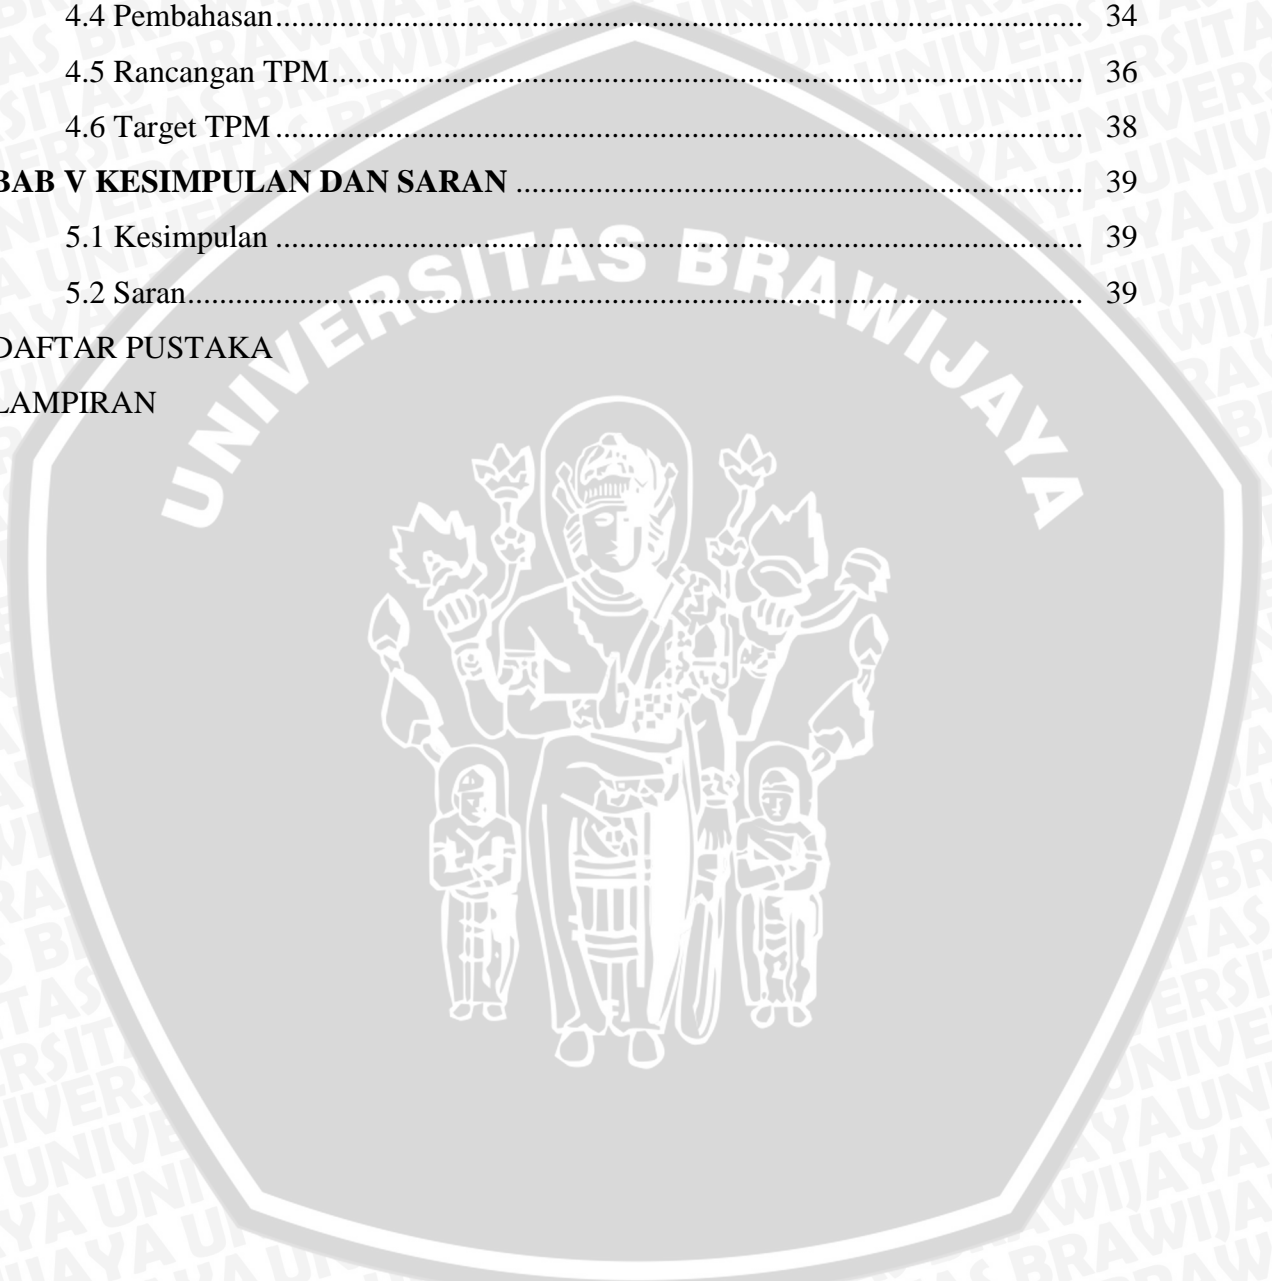 4.4 Pembahasan....................................................................................................... 34
4.5 Rancangan TPM................................................................................................ 36
4.6 Target TPM ....................................................................................................... 38
BAB V KESIMPULAN DAN SARAN ........................................................................ 39
5.1 Kesimpulan ....................................................................................................... 39
5.2 Saran.................................................................................................................. 39
DAFTAR PUSTAKA
LAMPIRAN
UNIVERSITAS BRAWIJAYA